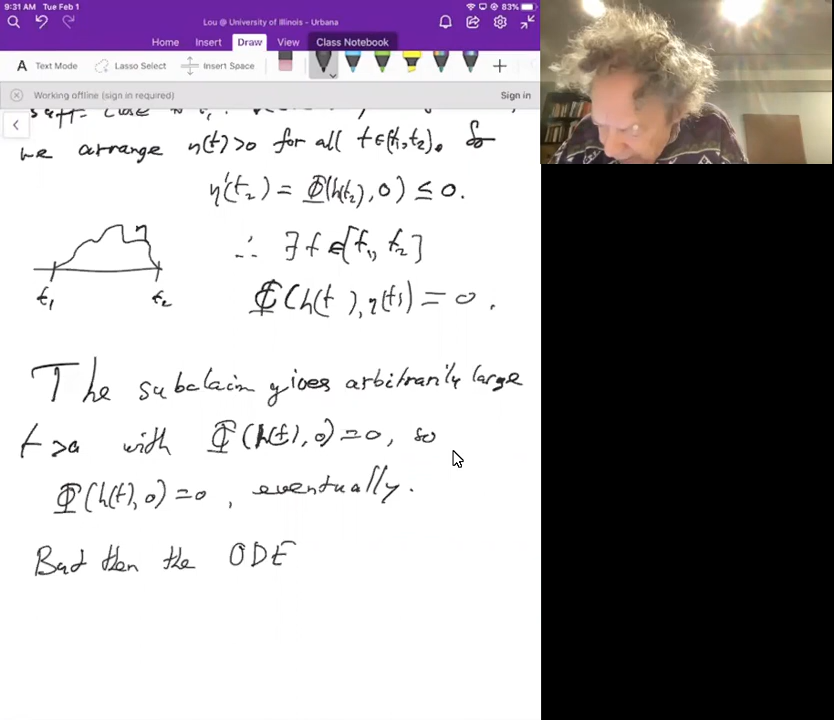 9:31 AM Tue Feb 1
Lou @ University of Illinois - Urbana
83%
Home Insert Draw View Class Notebook
A Text Mode Lasso Select Insert Space
Working offline (sign in required) Sign in
we arrange η(t)>0 for all t∈(t₁,t₂). So
η'(t₂) = Φ(h(t₂),0) ≤ 0.
η
t₁ t₂
∴ ∃ t∈[t₁, t₂]
Φ(h(t),η(t)) = 0.
The subclaim gives arbitrarily large
t>a with Φ(h(t),0)=0, so
Φ(h(t),0)=0, eventually.
But then the ODE